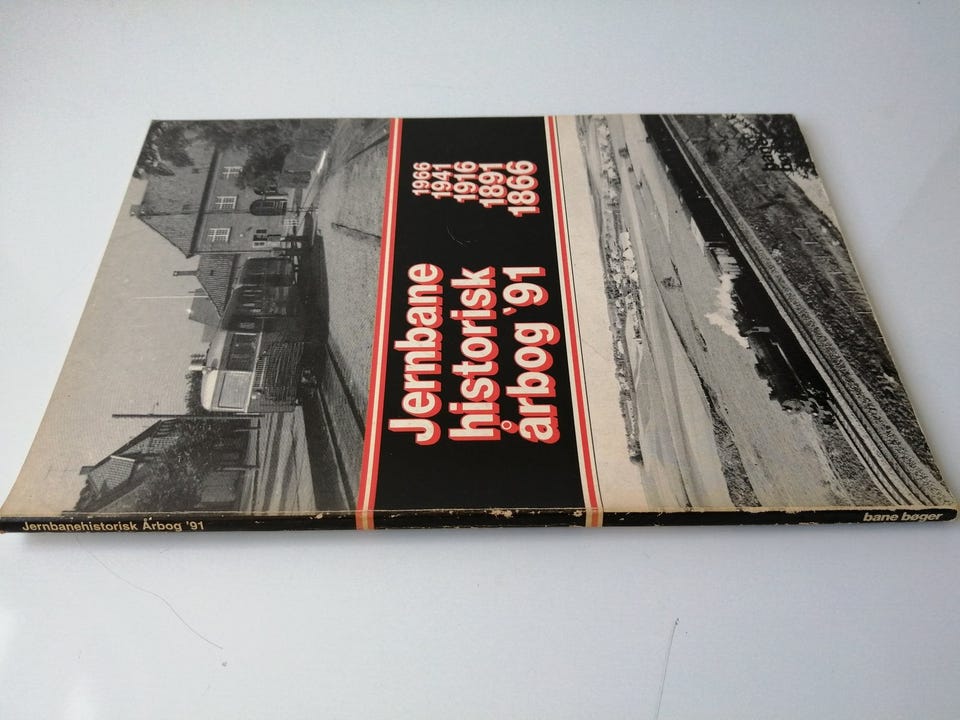 Jernbane
historisk
årbog '91
1966
1941
1916
1891
1866
Jernbanehistorisk Årbog '91
bane bøger